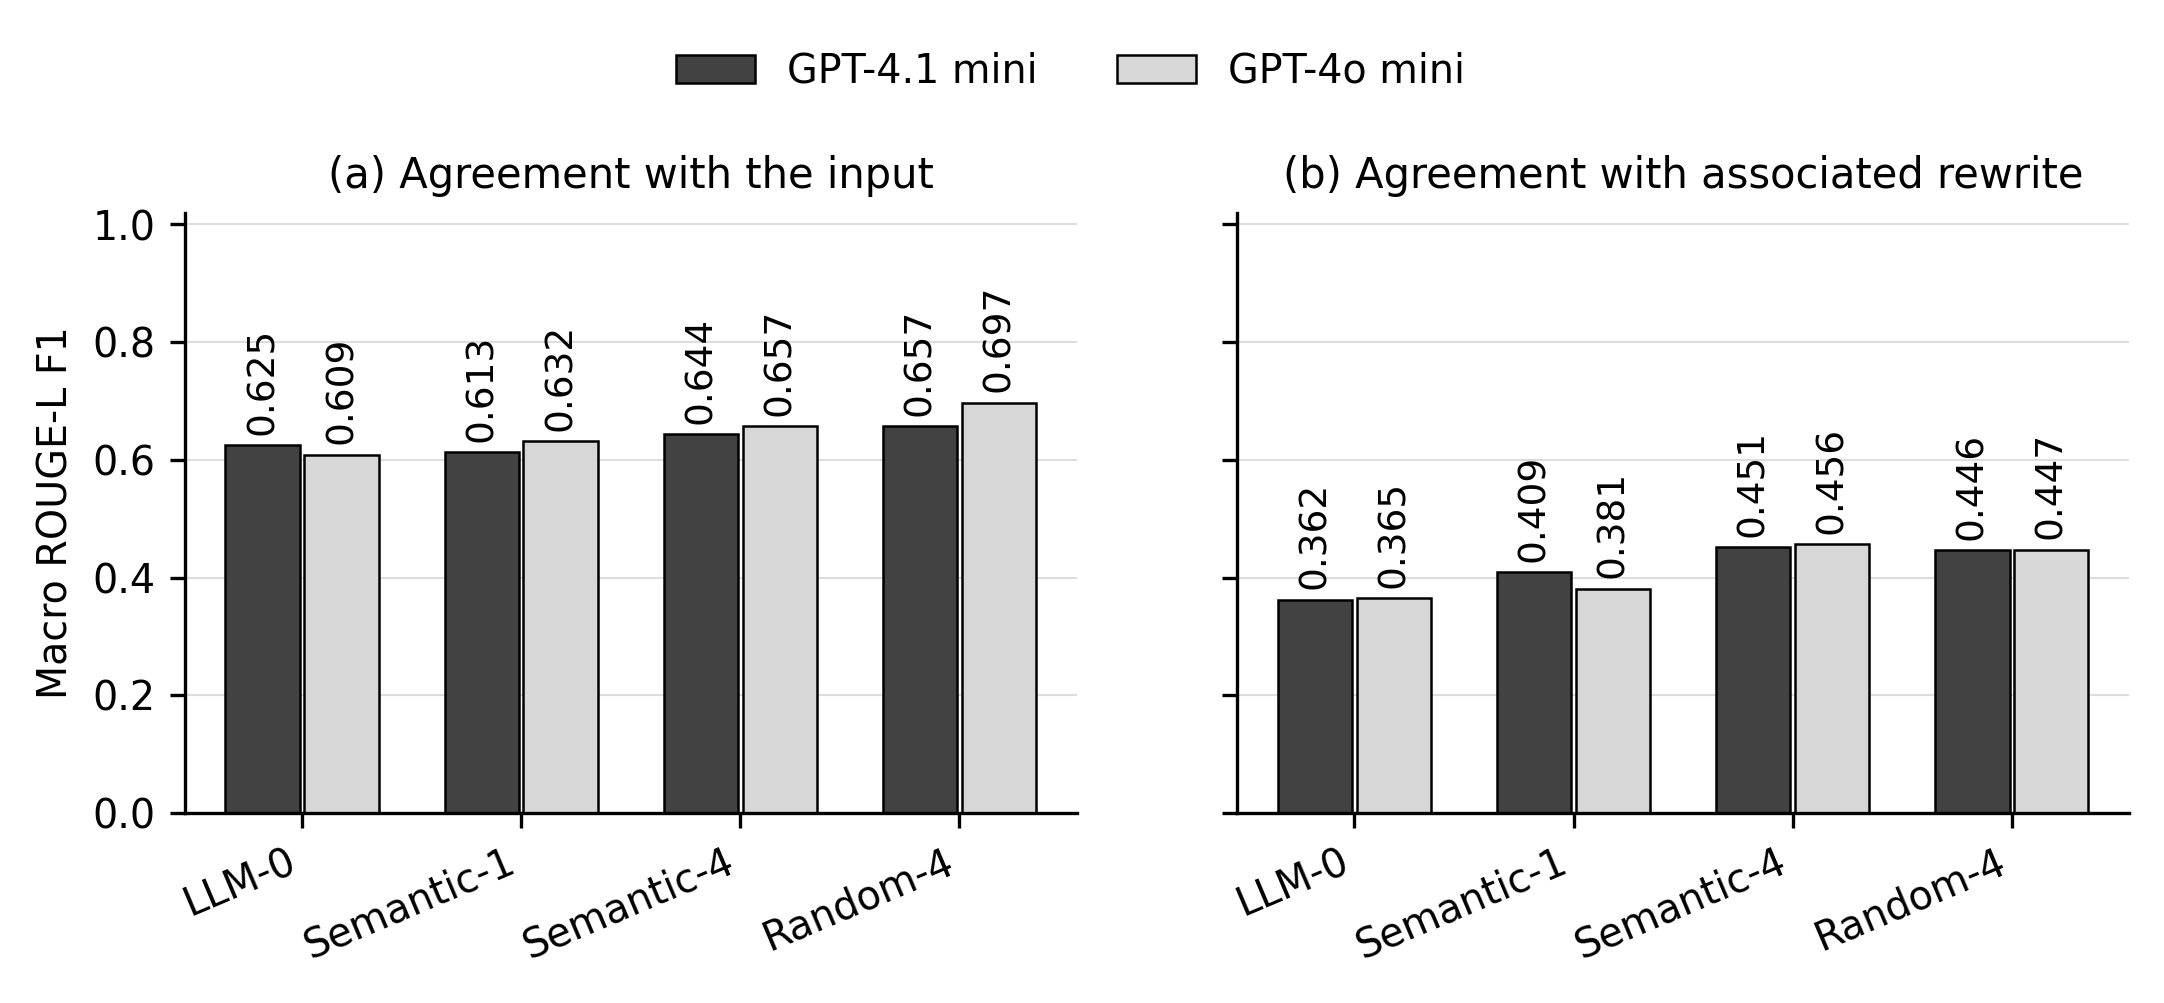 GPT-4.1 mini GPT-4o mini
(a) Agreement with the input
(b) Agreement with associated rewrite
Macro ROUGE-L F1
1.0
0.8
0.6
0.4
0.2
0.0
0.625 0.609 0.613 0.632 0.644 0.657 0.657 0.697
0.362 0.365 0.409 0.381 0.451 0.456 0.446 0.447
LLM-0 Semantic-1 Semantic-4 Random-4
LLM-0 Semantic-1 Semantic-4 Random-4